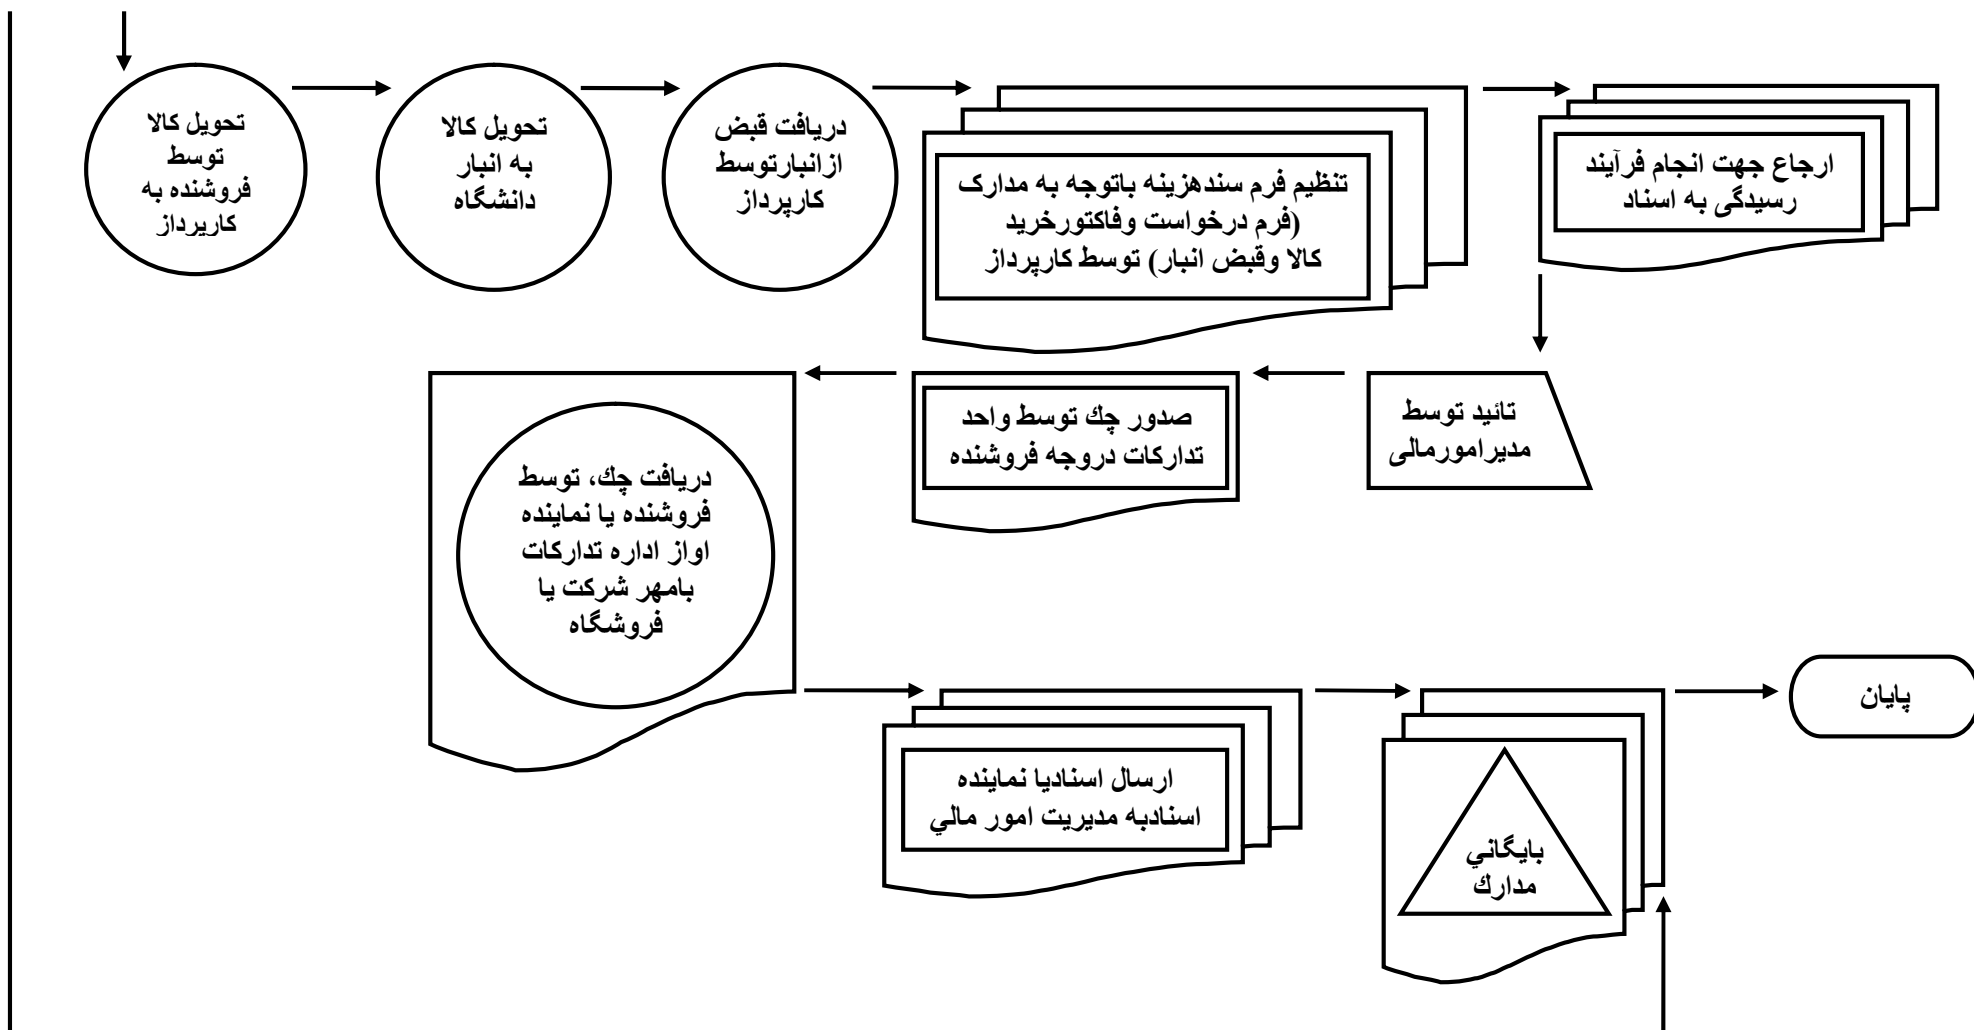 تحویل کالا
توسط
فروشنده به
کارپرداز
تحویل کالا
به انبار
دانشگاه
دریافت قبض
ازانبارتوسط
کارپرداز
تنظیم فرم سندهزینه باتوجه به مدارک
(فرم درخواست وفاکتورخرید
کالا وقبض انبار) توسط کارپرداز
ارجاع جهت انجام فرآیند
رسیدگی به اسناد
تائید توسط
مدیرامورمالی
صدور چك توسط واحد
تدارکات دروجه فروشنده
دریافت چك، توسط
فروشنده یا نماینده
اواز اداره تدارکات
بامهر شرکت یا
فروشگاه
ارسال اسنادیا نماینده
اسنادبه مدیریت امور مالي
بایگاني
مدارك
پایان